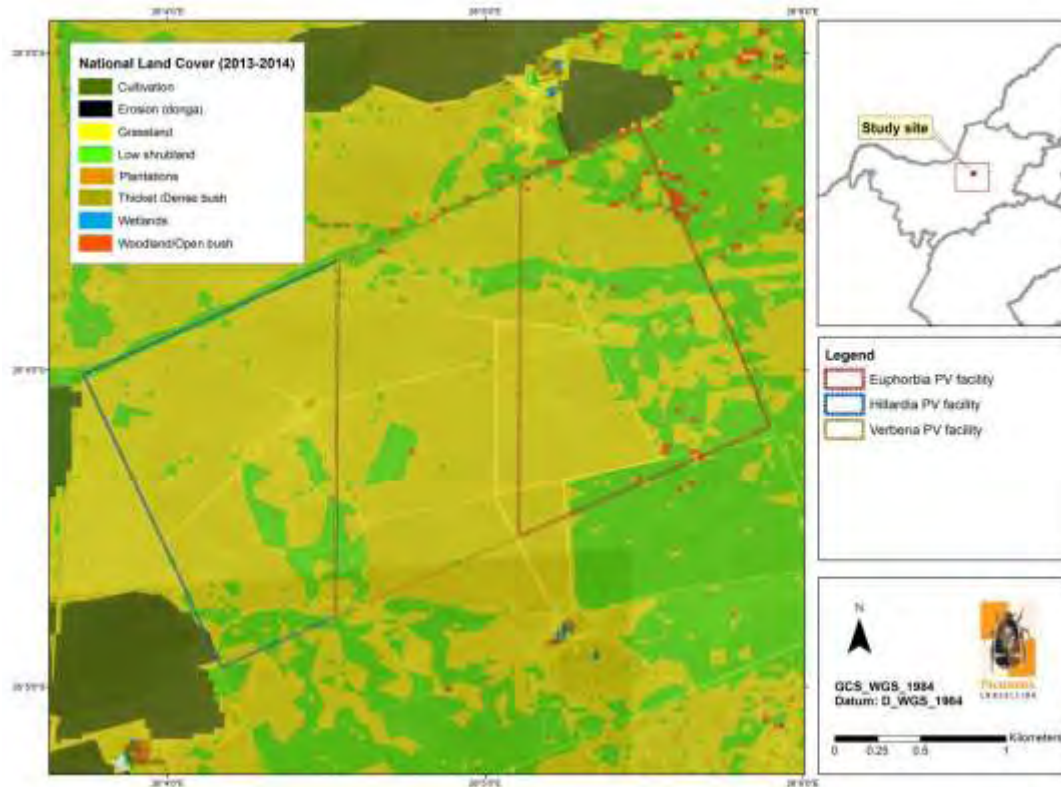 National Land Cover (2013-2014)
Cultivation
Erosion (donga)
Grassland
Low shrubland
Plantations
Thicket /Dense bush
Wetlands
Woodland/Open bush
Study site
Legend
Euphorbia PV facility
Hillardia PV facility
Verbena PV facility
N
GCS_WGS_1984
Datum: D_WGS_1984
CONSULTING
0 0.25 0.5 1 Kilometers